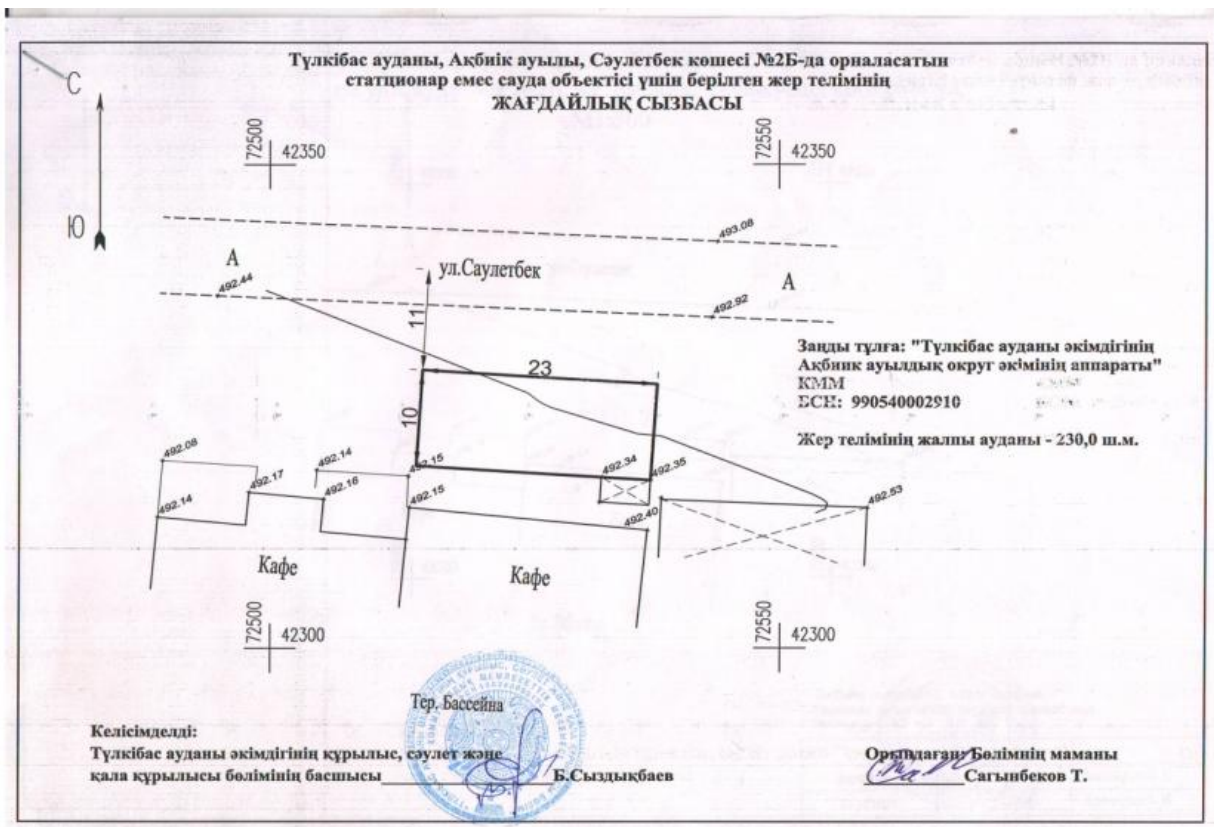 Түлкібас ауданы, Ақбиік ауылы, Сәулетбек көшесі №2Б-да орналасатын
статционар емес сауда объектісі үшін берілген жер телімінің
ЖАҒДАЙЛЫҚ СЫЗБАСЫ
С
Ю
72500
42350
72550
42350
493.08
А
492.44
ул.Саулетбек
А
492.92
11
23
10
Заңды тұлға: "Түлкібас ауданы әкімдігінің
Ақбиик ауылдық округ әкімінің аппараты"
КММ
БСН: 990540002910
Жер телімінің жалпы ауданы - 230,0 ш.м.
492.08
492.17
492.14
492.15
492.34
492.35
492.14
492.16
492.15
492.40
492.53
Кафе
Кафе
72500
42300
72550
42300
Тер. Бассейна
Келісімделді:
Түлкібас ауданы әкімдігінің құрылыс, сәулет және
қала құрылысы бөлімінің басшысы Б.Сыздықбаев
Орындаған: Бөлімнің маманы
Сагынбеков Т.